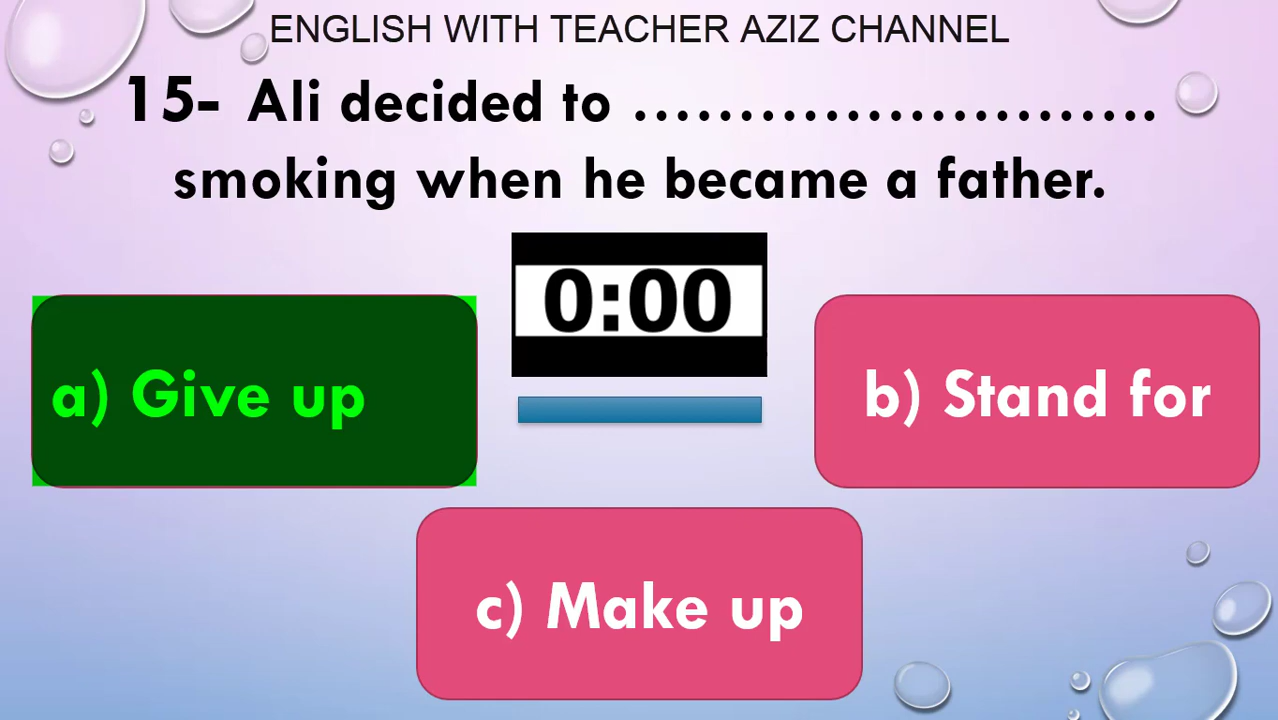 ENGLISH WITH TEACHER AZIZ CHANNEL
15- Ali decided to ……………………….
smoking when he became a father.
0:00
a) Give up
b) Stand for
c) Make up